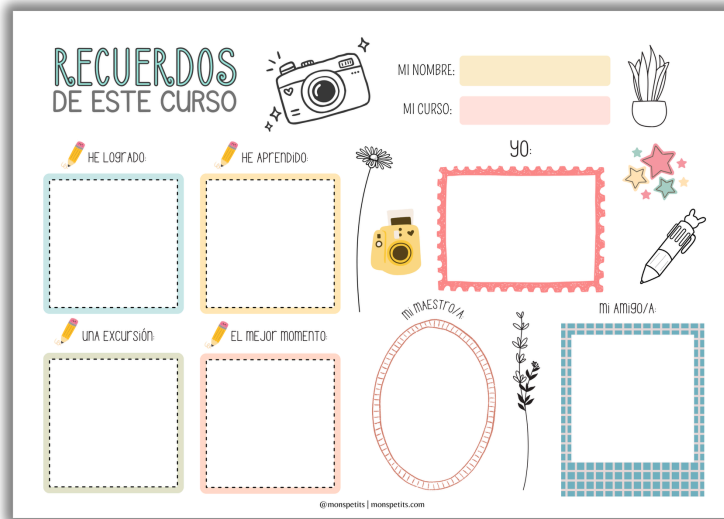 RECUERDOS
DE ESTE CURSO
MI NOMBRE:
MI CURSO:
HE LOGRADO:
HE APRENDIDO:
YO:
UNA EXCURSIÓN:
EL MEJOR MOMENTO:
MI MAESTRO/A:
MI AMIGO/A:
@monspetits | monspetits.com